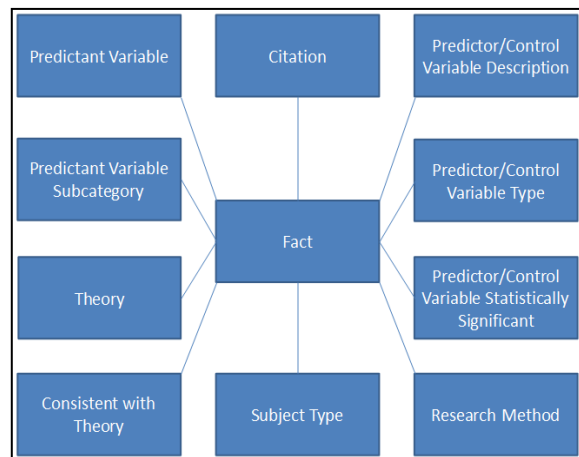 Predictant Variable
Citation
Predictor/Control
Variable Description
Predictant Variable
Subcategory
Predictor/Control
Variable Type
Fact
Theory
Predictor/Control
Variable Statistically
Significant
Consistent with
Theory
Subject Type
Research Method